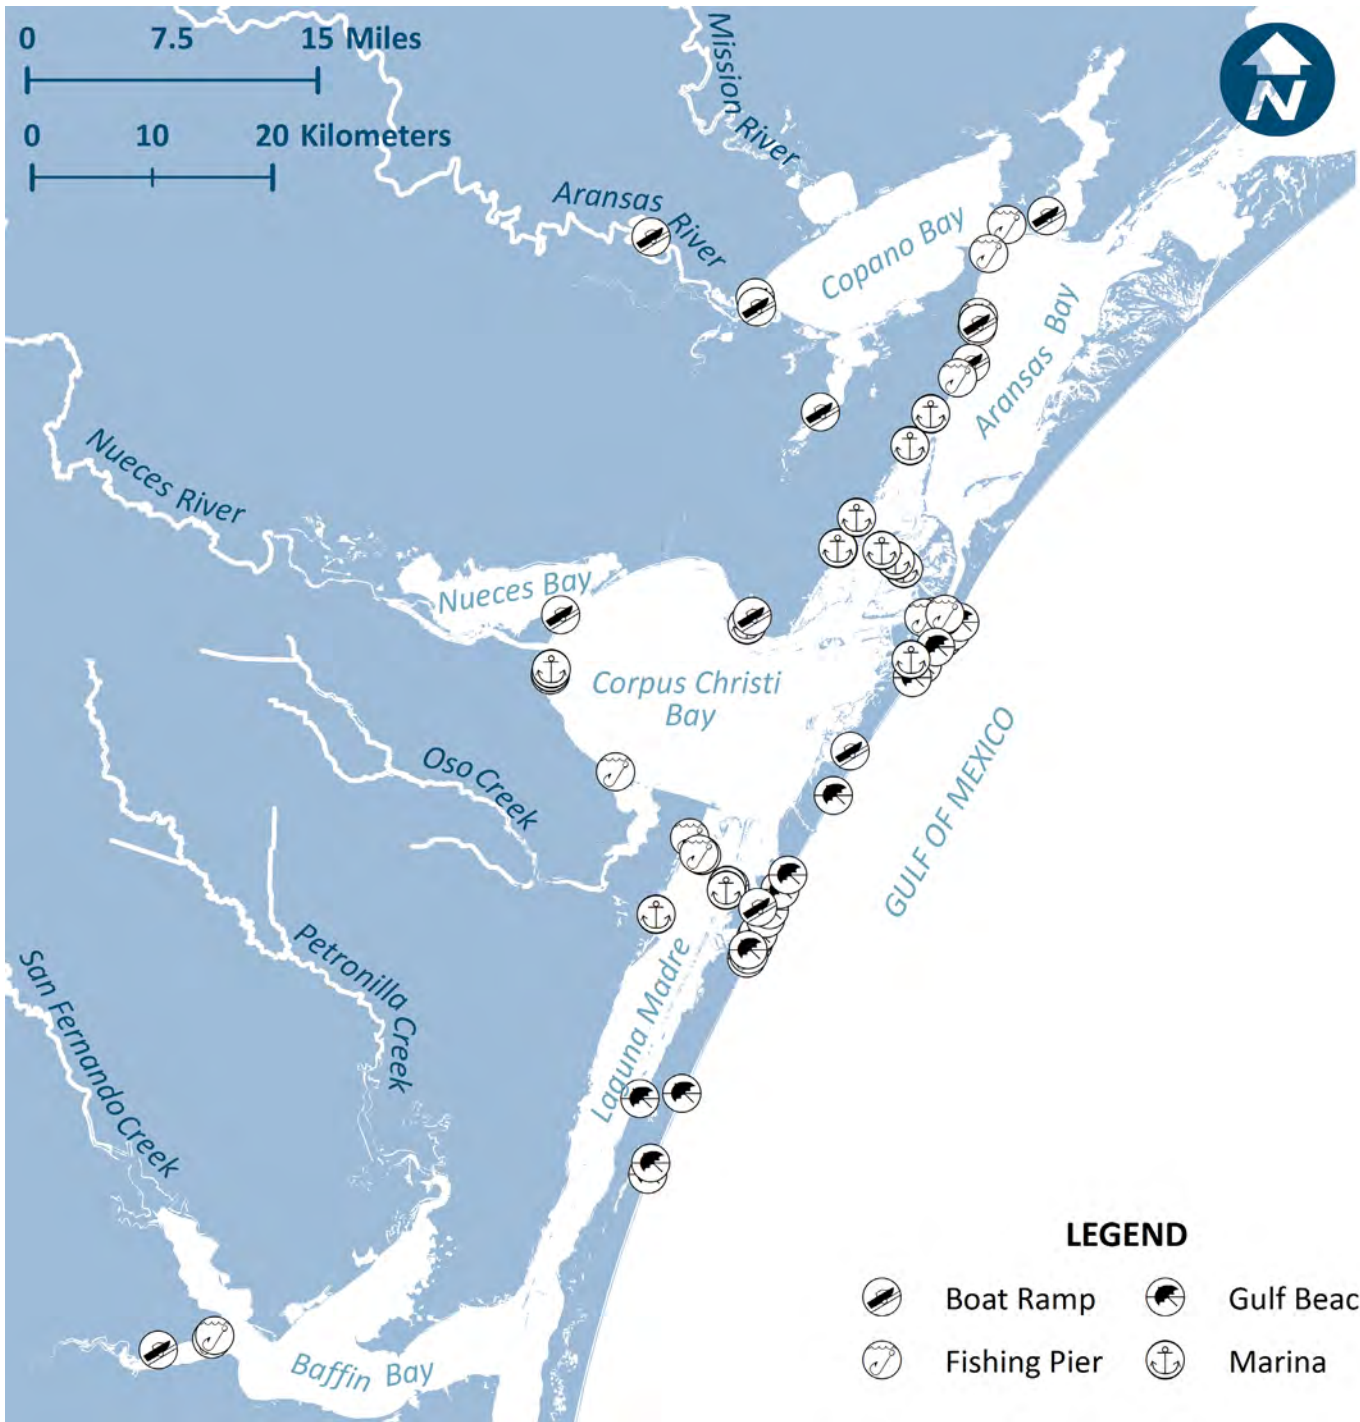 0 7.5 15 Miles
0 10 20 Kilometers
N
Mission River
Aransas River
Copano Bay
Aransas Bay
Nueces River
Nueces Bay
Corpus Christi
Bay
Oso Creek
GULF OF MEXICO
Petronilla Creek
San Fernando Creek
Laguna Madre
Baffin Bay
LEGEND
Boat Ramp Gulf Beac
Fishing Pier Marina